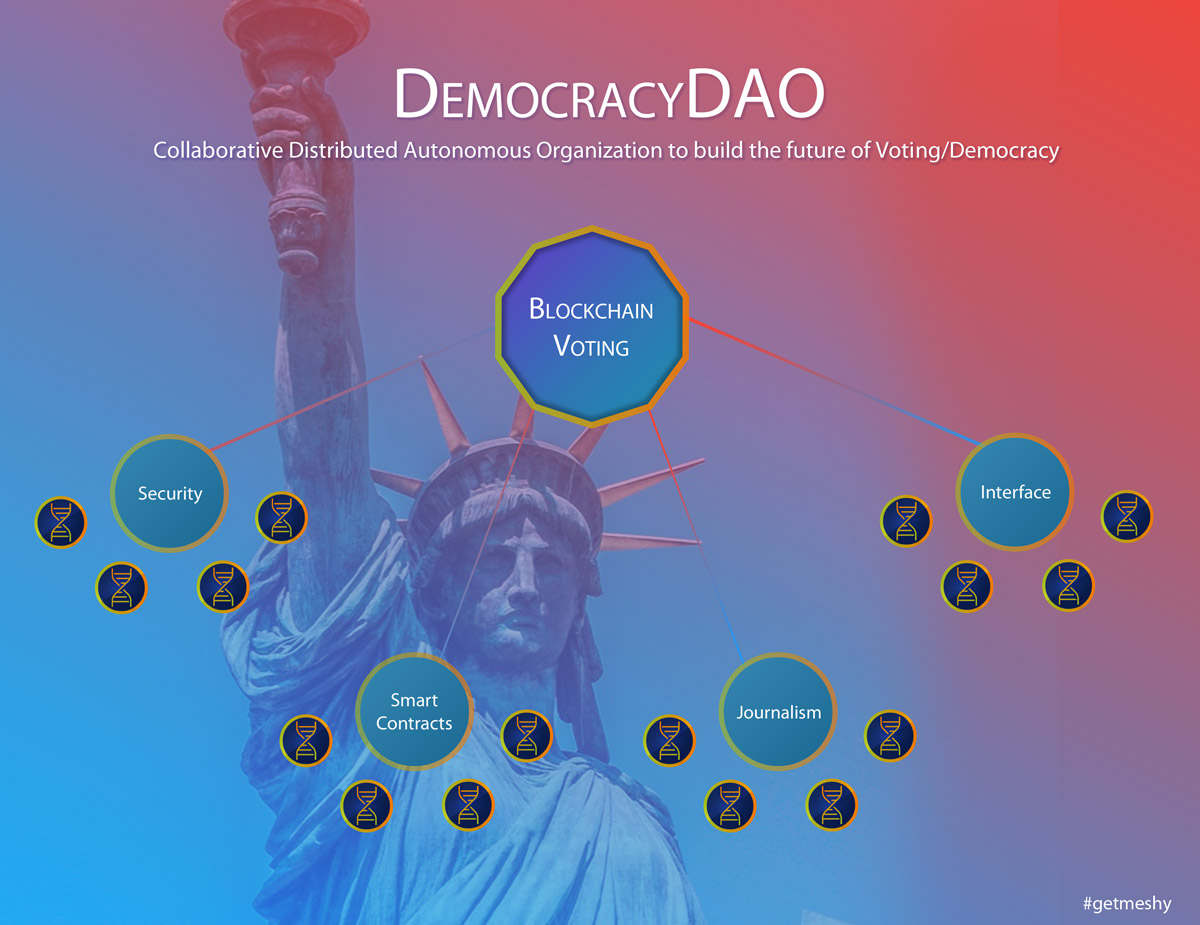 DemocracyDAO
Collaborative Distributed Autonomous Organization to build the future of Voting/Democracy
Blockchain
Voting
Security
Interface
Smart
Contracts
Journalism
#getmeshy